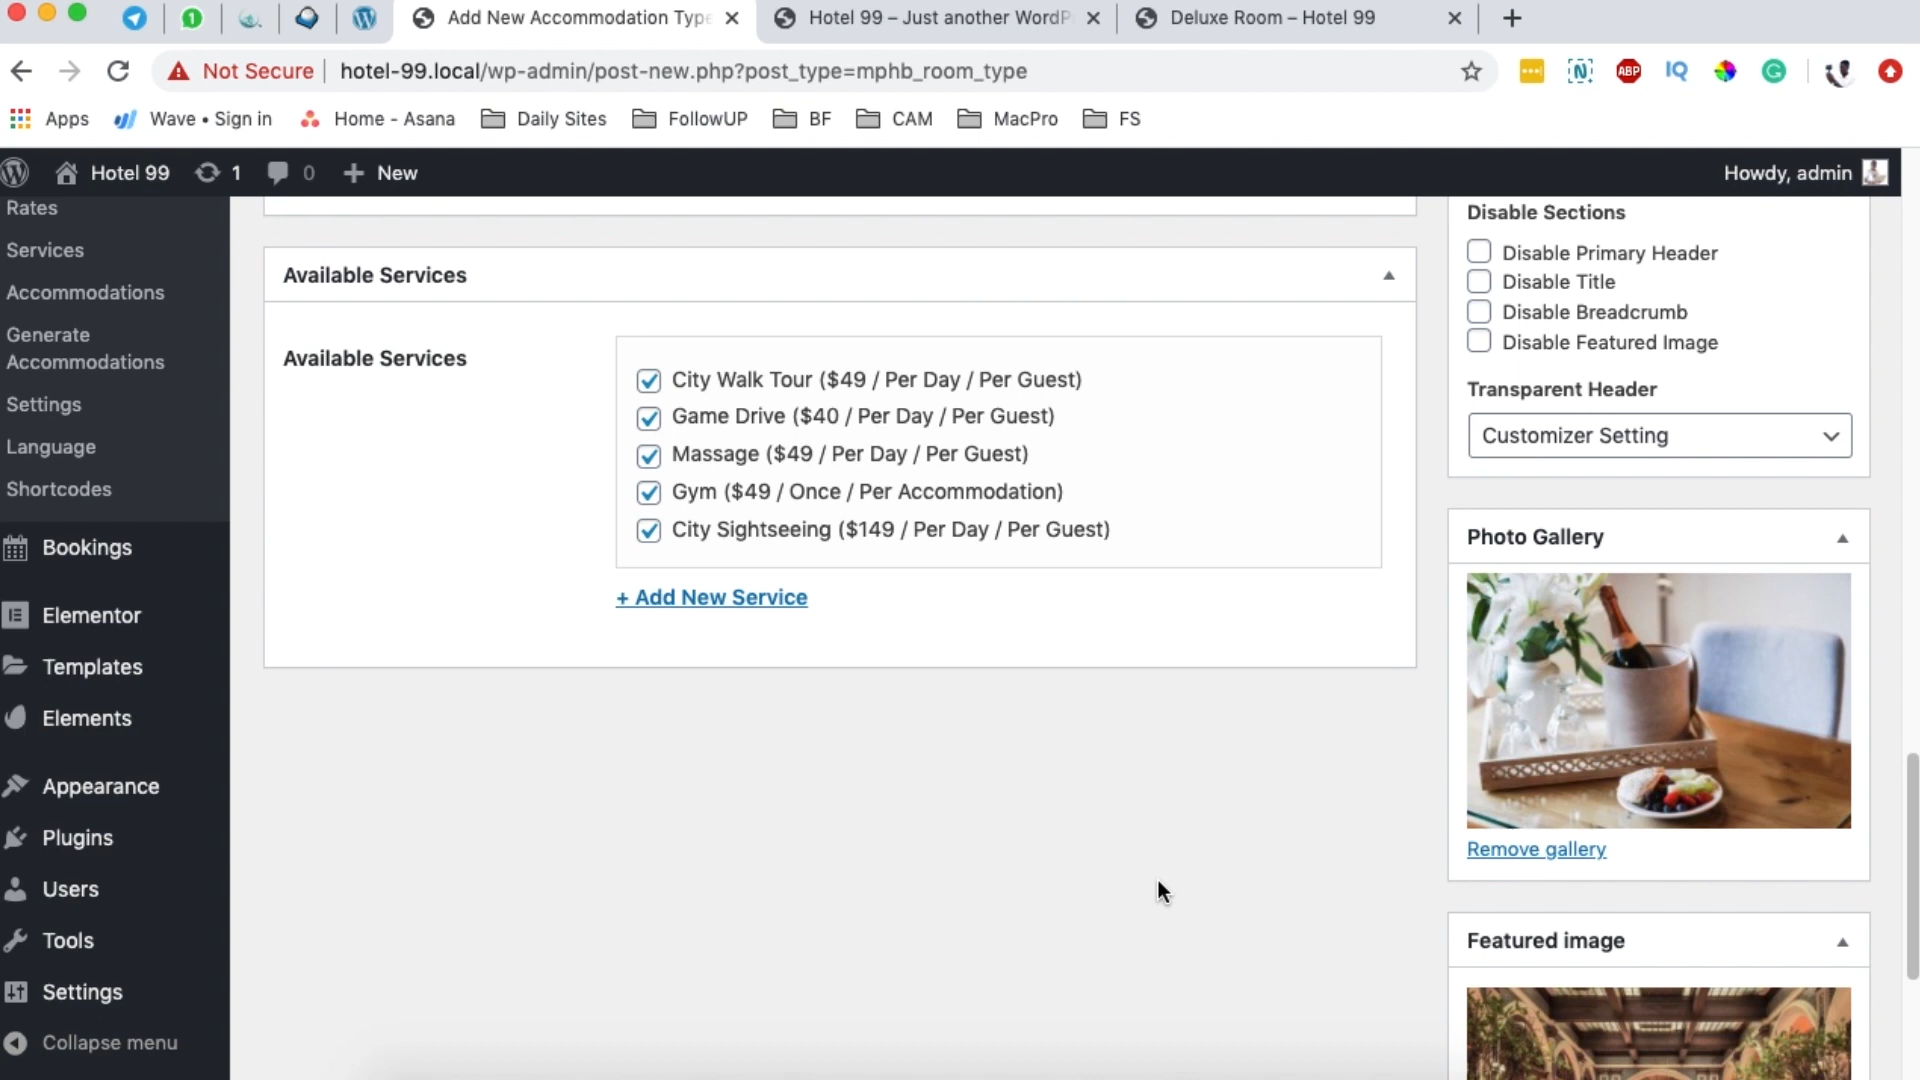 Add New Accommodation Type
Hotel 99 – Just another WordP
Deluxe Room – Hotel 99
Not Secure
hotel-99.local/wp-admin/post-new.php?post_type=mphb_room_type
ABP
IQ
Apps
Wave • Sign in
Home - Asana
Daily Sites
FollowUP
BF
CAM
MacPro
FS
Hotel 99
1
0
New
Howdy, admin
Rates
Services
Accommodations
Generate
Accommodations
Settings
Language
Shortcodes
Bookings
Elementor
Templates
Elements
Appearance
Plugins
Users
Tools
Settings
Collapse menu
Available Services
Available Services
City Walk Tour ($49 / Per Day / Per Guest)
Game Drive ($40 / Per Day / Per Guest)
Massage ($49 / Per Day / Per Guest)
Gym ($49 / Once / Per Accommodation)
City Sightseeing ($149 / Per Day / Per Guest)
+ Add New Service
Disable Sections
Disable Primary Header
Disable Title
Disable Breadcrumb
Disable Featured Image
Transparent Header
Customizer Setting
Photo Gallery
Remove gallery
Featured image